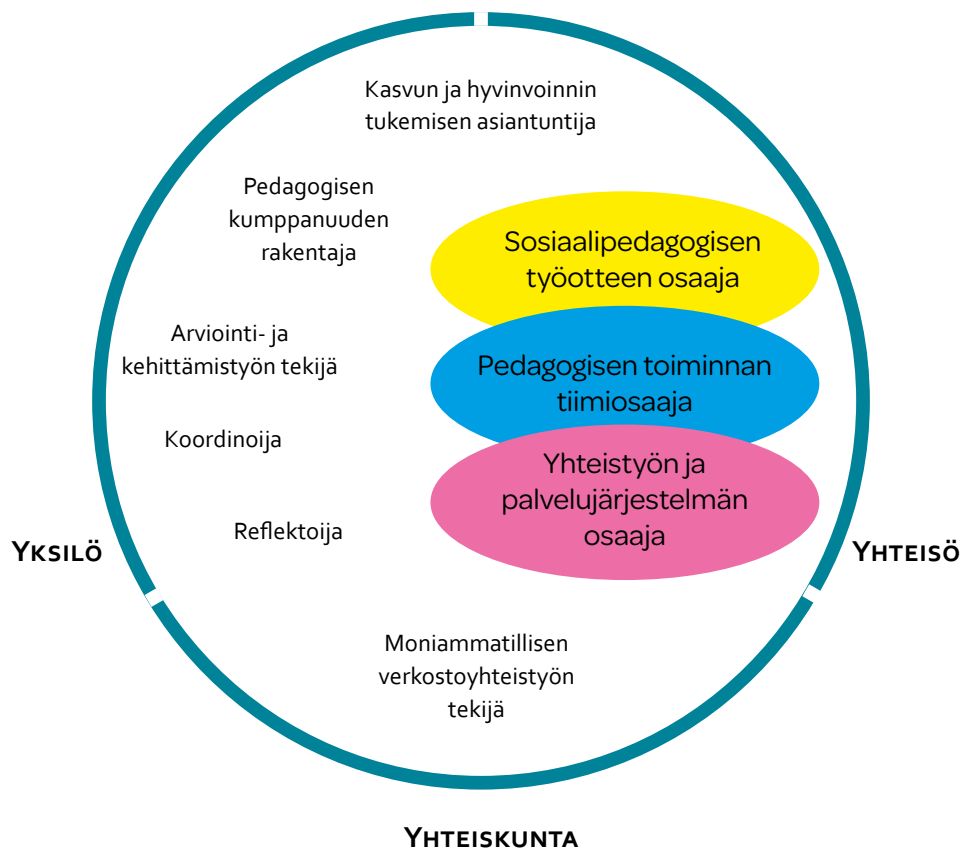 Kasvun ja hyvinvoinnin
tukemisen asiantuntija
Pedagogisen
kumppanuuden
rakentaja
Sosiaalipedagogisen
työotteen osaaja
Arviointi- ja
kehittämistyön tekijä
Pedagogisen toiminnan
tiimiosaaja
Koordinoija
Yhteistyön ja
palvelujärjestelmän
osaaja
Reflektoija
YKSILÖ
YHTEISÖ
Moniammatillisen
verkostoyhteistyön
tekijä
YHTEISKUNTA